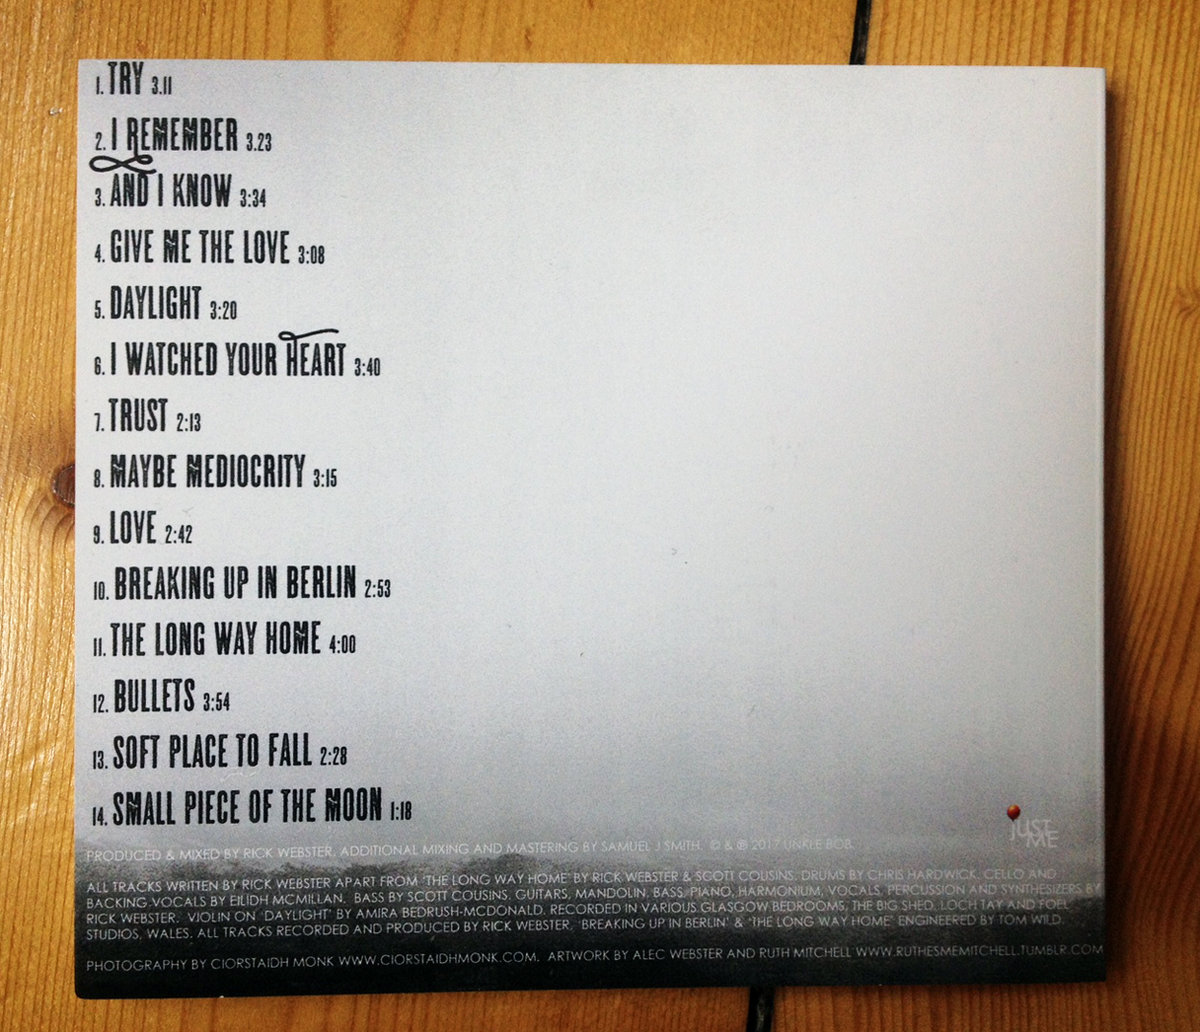 1. TRY 3.11
2. I REMEMBER 3.23
3. AND I KNOW 3:34
4. GIVE ME THE LOVE 3:08
5. DAYLIGHT 3:20
6. I WATCHED YOUR HEART 3:40
7. TRUST 2:13
8. MAYBE MEDIOCRITY 3:15
9. LOVE 2:42
10. BREAKING UP IN BERLIN 2:53
11. THE LONG WAY HOME 4:00
12. BULLETS 3:54
13. SOFT PLACE TO FALL 2:28
14. SMALL PIECE OF THE MOON 1:18
JUST
ME
PRODUCED & MIXED BY RICK WEBSTER. ADDITIONAL MIXING AND MASTERING BY SAMUEL J SMITH. © & ℗ 2017 UNKLE BOB.
ALL TRACKS WRITTEN BY RICK WEBSTER APART FROM 'THE LONG WAY HOME' BY RICK WEBSTER & SCOTT COUSINS. DRUMS BY CHRIS HARDWICK, CELLO AND
BACKING VOCALS BY EILIDH MCMILLAN. BASS BY SCOTT COUSINS. GUITARS, MANDOLIN, BASS, PIANO, HARMONIUM, VOCALS, PERCUSSION AND SYNTHESIZERS BY
RICK WEBSTER. VIOLIN ON 'DAYLIGHT' BY AMIRA BEDRUSH-MCDONALD. RECORDED IN VARIOUS GLASGOW BEDROOMS, THE BIG SHED, LOCH TAY AND FOEL
STUDIOS, WALES. ALL TRACKS RECORDED AND PRODUCED BY RICK WEBSTER, 'BREAKING UP IN BERLIN' & 'THE LONG WAY HOME' ENGINEERED BY TOM WILD.
PHOTOGRAPHY BY CIORSTAIDH MONK WWW.CIORSTAIDHMONK.COM. ARTWORK BY ALEC WEBSTER AND RUTH MITCHELL WWW.RUTHESMEMITCHELL.TUMBLR.COM